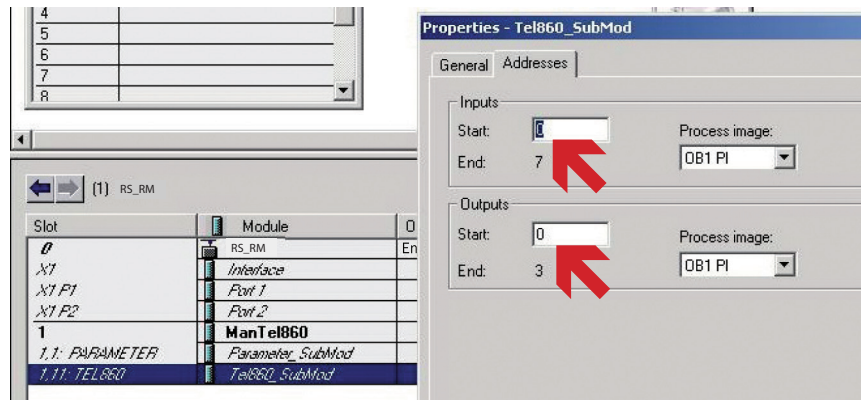 4
5
6
7
8
(1) RS_RM
Slot Module O
0 RS_RM En
X1 Interface
X1 P1 Port 1
X1 P2 Port 2
1 ManTel860
1,1: PARAMETER Parameter_SubMod
1,11: TEL860 Tel860_SubMod
Properties - Tel860_SubMod
General Addresses
Inputs
Start: 0 Process image:
End: 7 OB1 PI
Outputs
Start: 0 Process image:
End: 3 OB1 PI